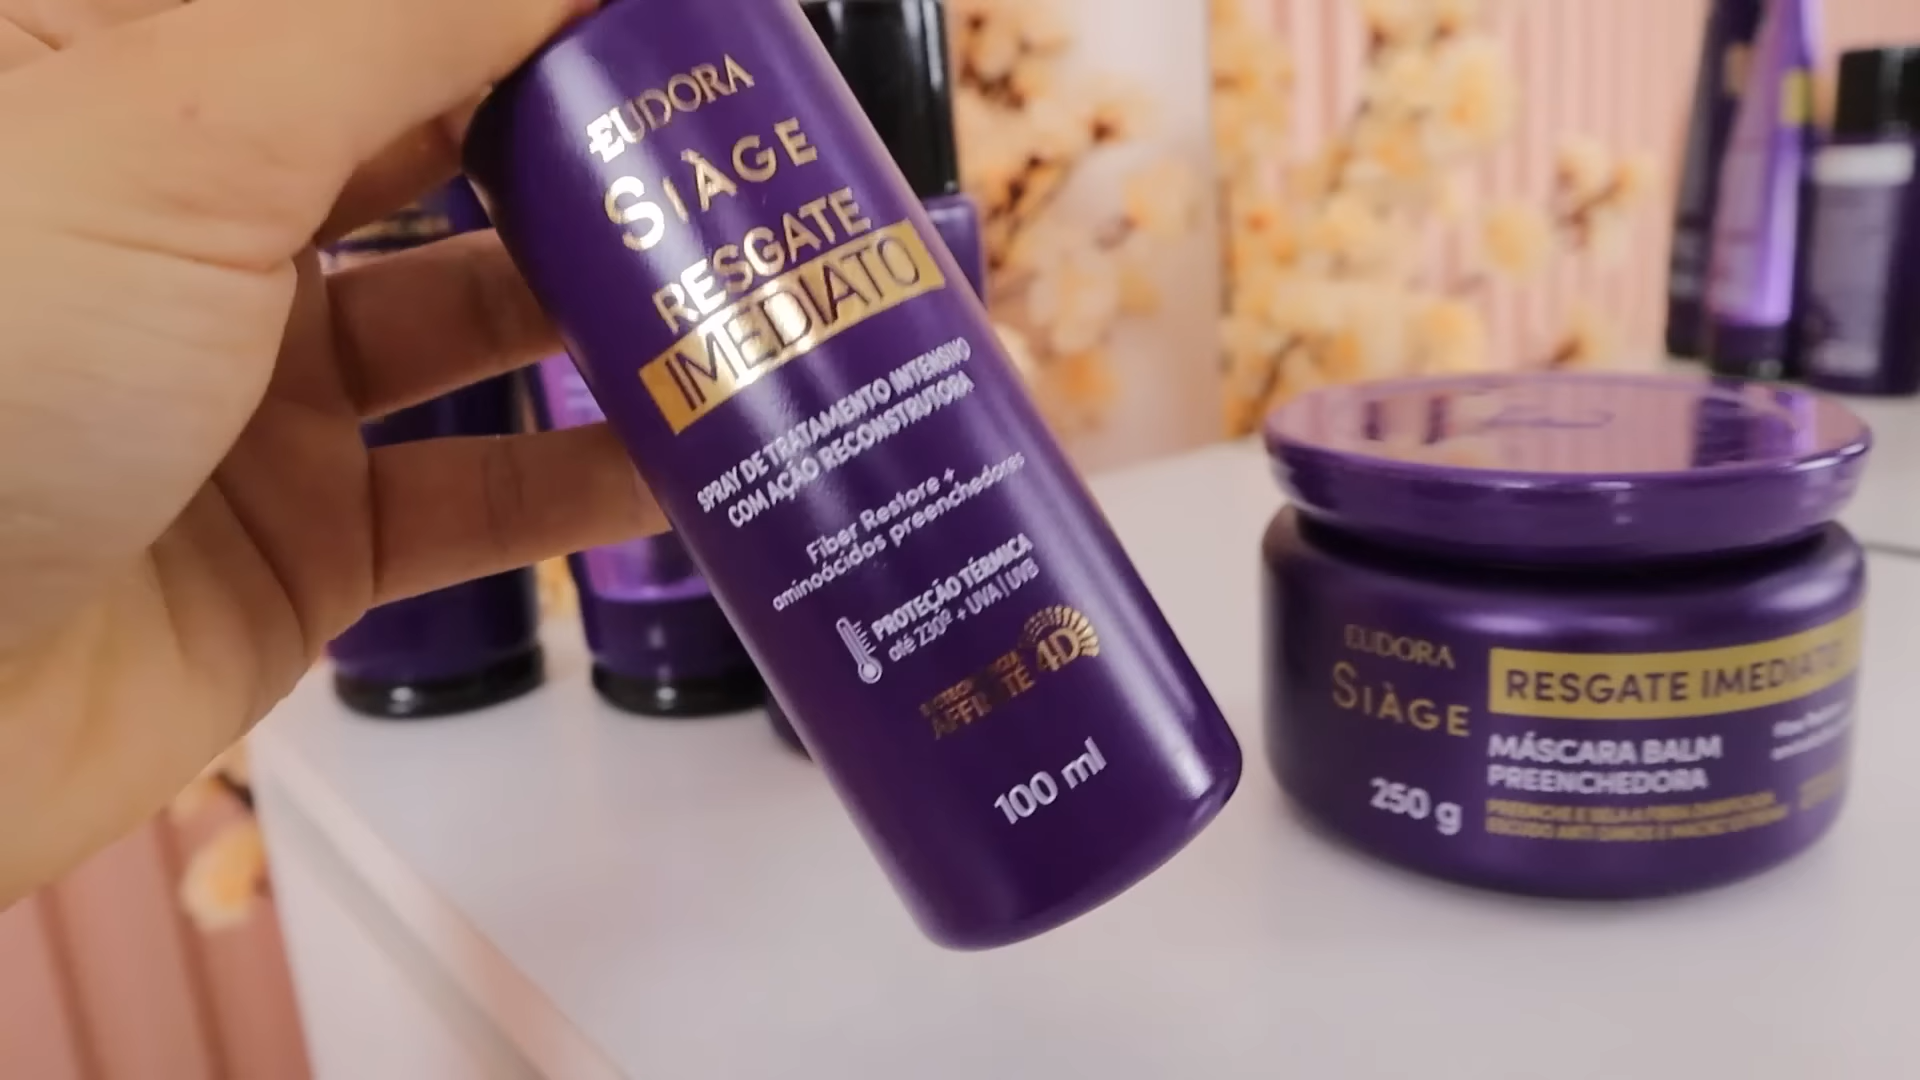 EUDORA
SIÀGE
RESGATE
IMEDIATO
SPRAY DE TRATAMENTO INTENSIVO
COM AÇÃO RECONSTRUTORA
Fiber Restore +
aminoácidos preenchedores
PROTEÇÃO TÉRMICA
até 230º + UVA|UVB
AFFINITÉ 4D
100 ml
EUDORA
SIÀGE
250 g
RESGATE IMEDIATO
MÁSCARA BALM
PREENCHEDORA